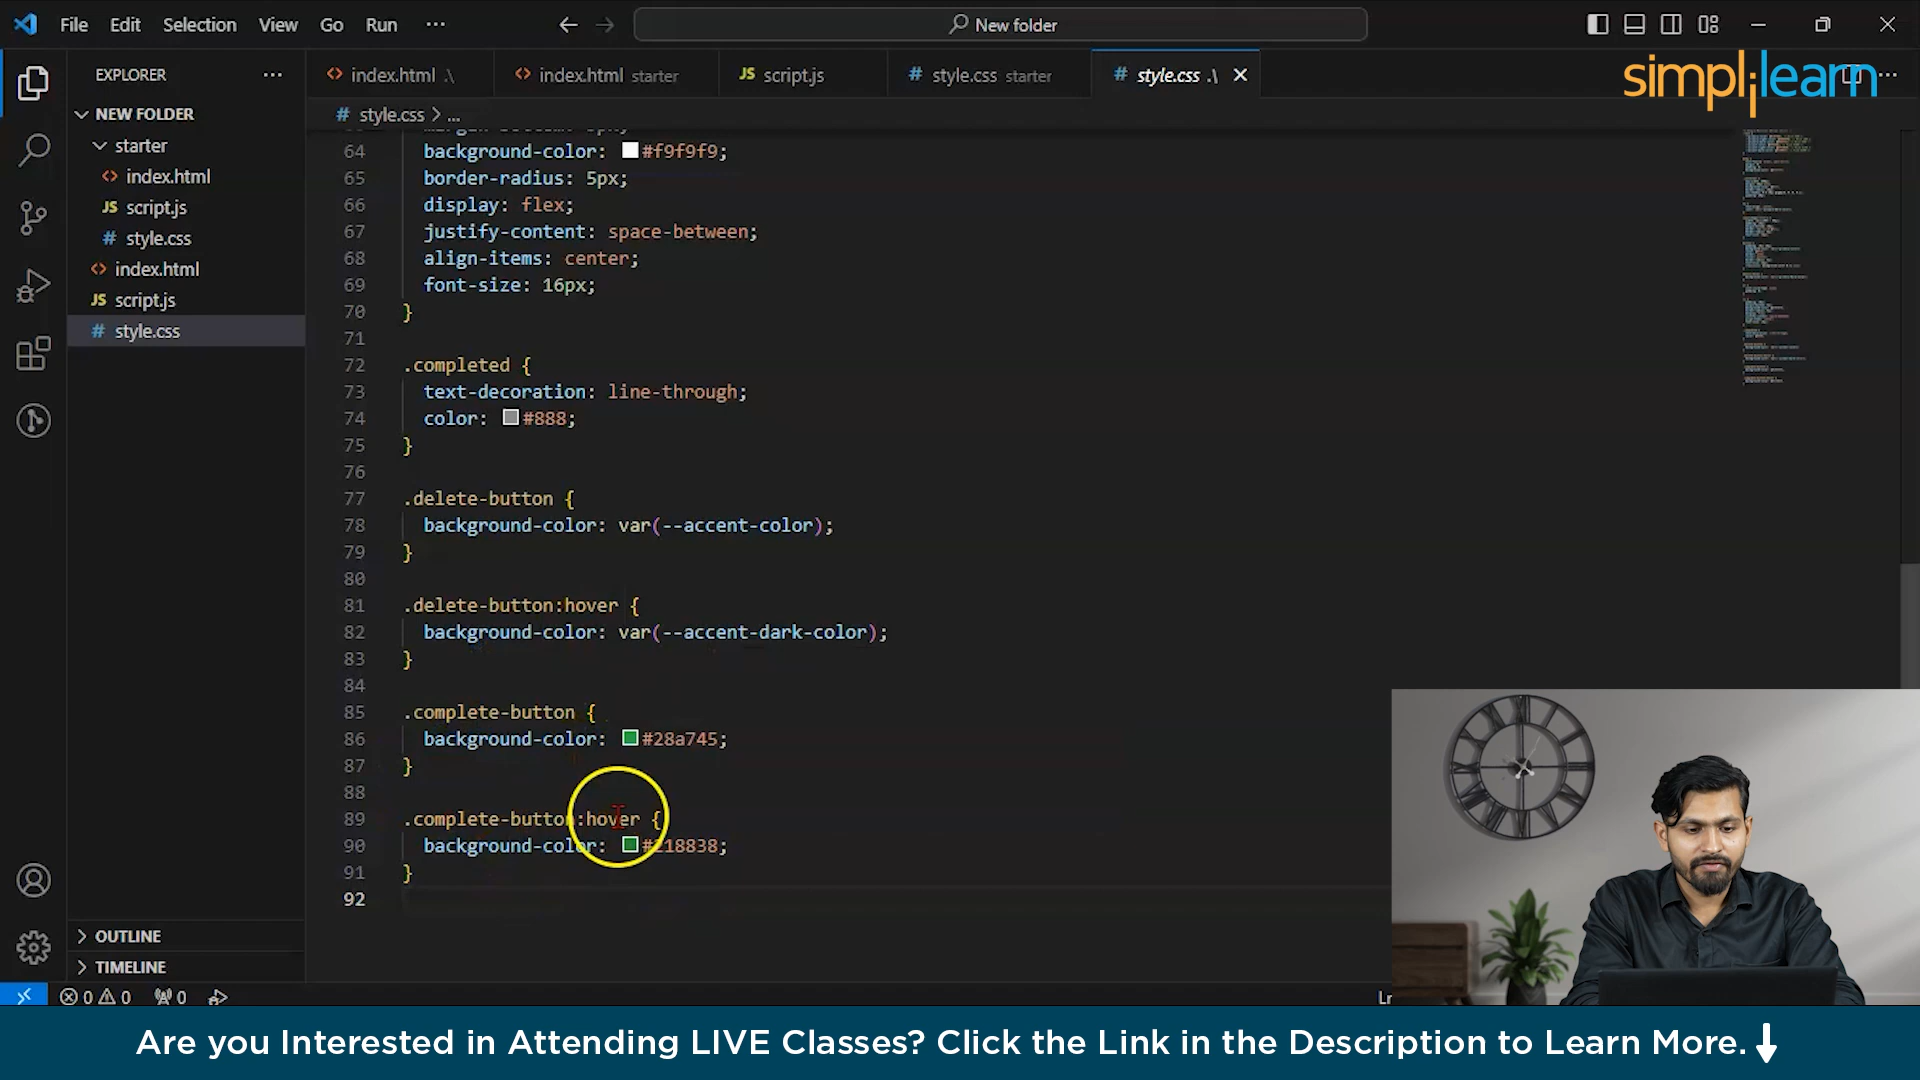 File Edit Selection View Go Run ···
New folder
simplilearn
EXPLORER ···
index.html .\
index.html starter
JS script.js
# style.css starter
# style.css .\
# style.css > ...
NEW FOLDER
starter
index.html
JS script.js
# style.css
index.html
JS script.js
# style.css
64 background-color: #f9f9f9;
65 border-radius: 5px;
66 display: flex;
67 justify-content: space-between;
68 align-items: center;
69 font-size: 16px;
70 }
71
72 .completed {
73 text-decoration: line-through;
74 color: #888;
75 }
76
77 .delete-button {
78 background-color: var(--accent-color);
79 }
80
81 .delete-button:hover {
82 background-color: var(--accent-dark-color);
83 }
84
85 .complete-button {
86 background-color: #28a745;
87 }
88
89 .complete-button:hover {
90 background-color: #218838;
91 }
92
OUTLINE
TIMELINE
0 0 0
Are you Interested in Attending LIVE Classes? Click the Link in the Description to Learn More.